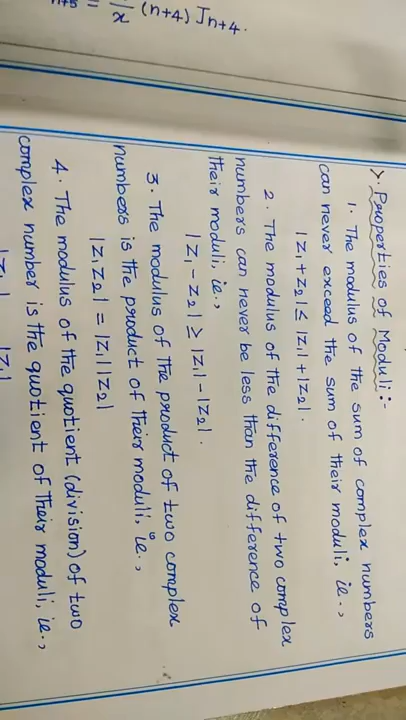 (n+4) Jn+4.
> Properties of Moduli:-
1. The modulus of the sum of complex numbers
can never exceed the sum of their moduli, ie.,
|z₁+z₂| ≤ |z₁|+|z₂|.
2. The modulus of the difference of two complex
numbers can never be less than the difference of
their moduli, ie.,
|z₁-z₂| ≥ |z₁|-|z₂|.
3. The modulus of the product of two complex
numbers is the product of their moduli, ie.,
|z₁z₂| = |z₁||z₂|
4. The modulus of the quotient (division) of two
complex number is the quotient of their moduli, ie.,